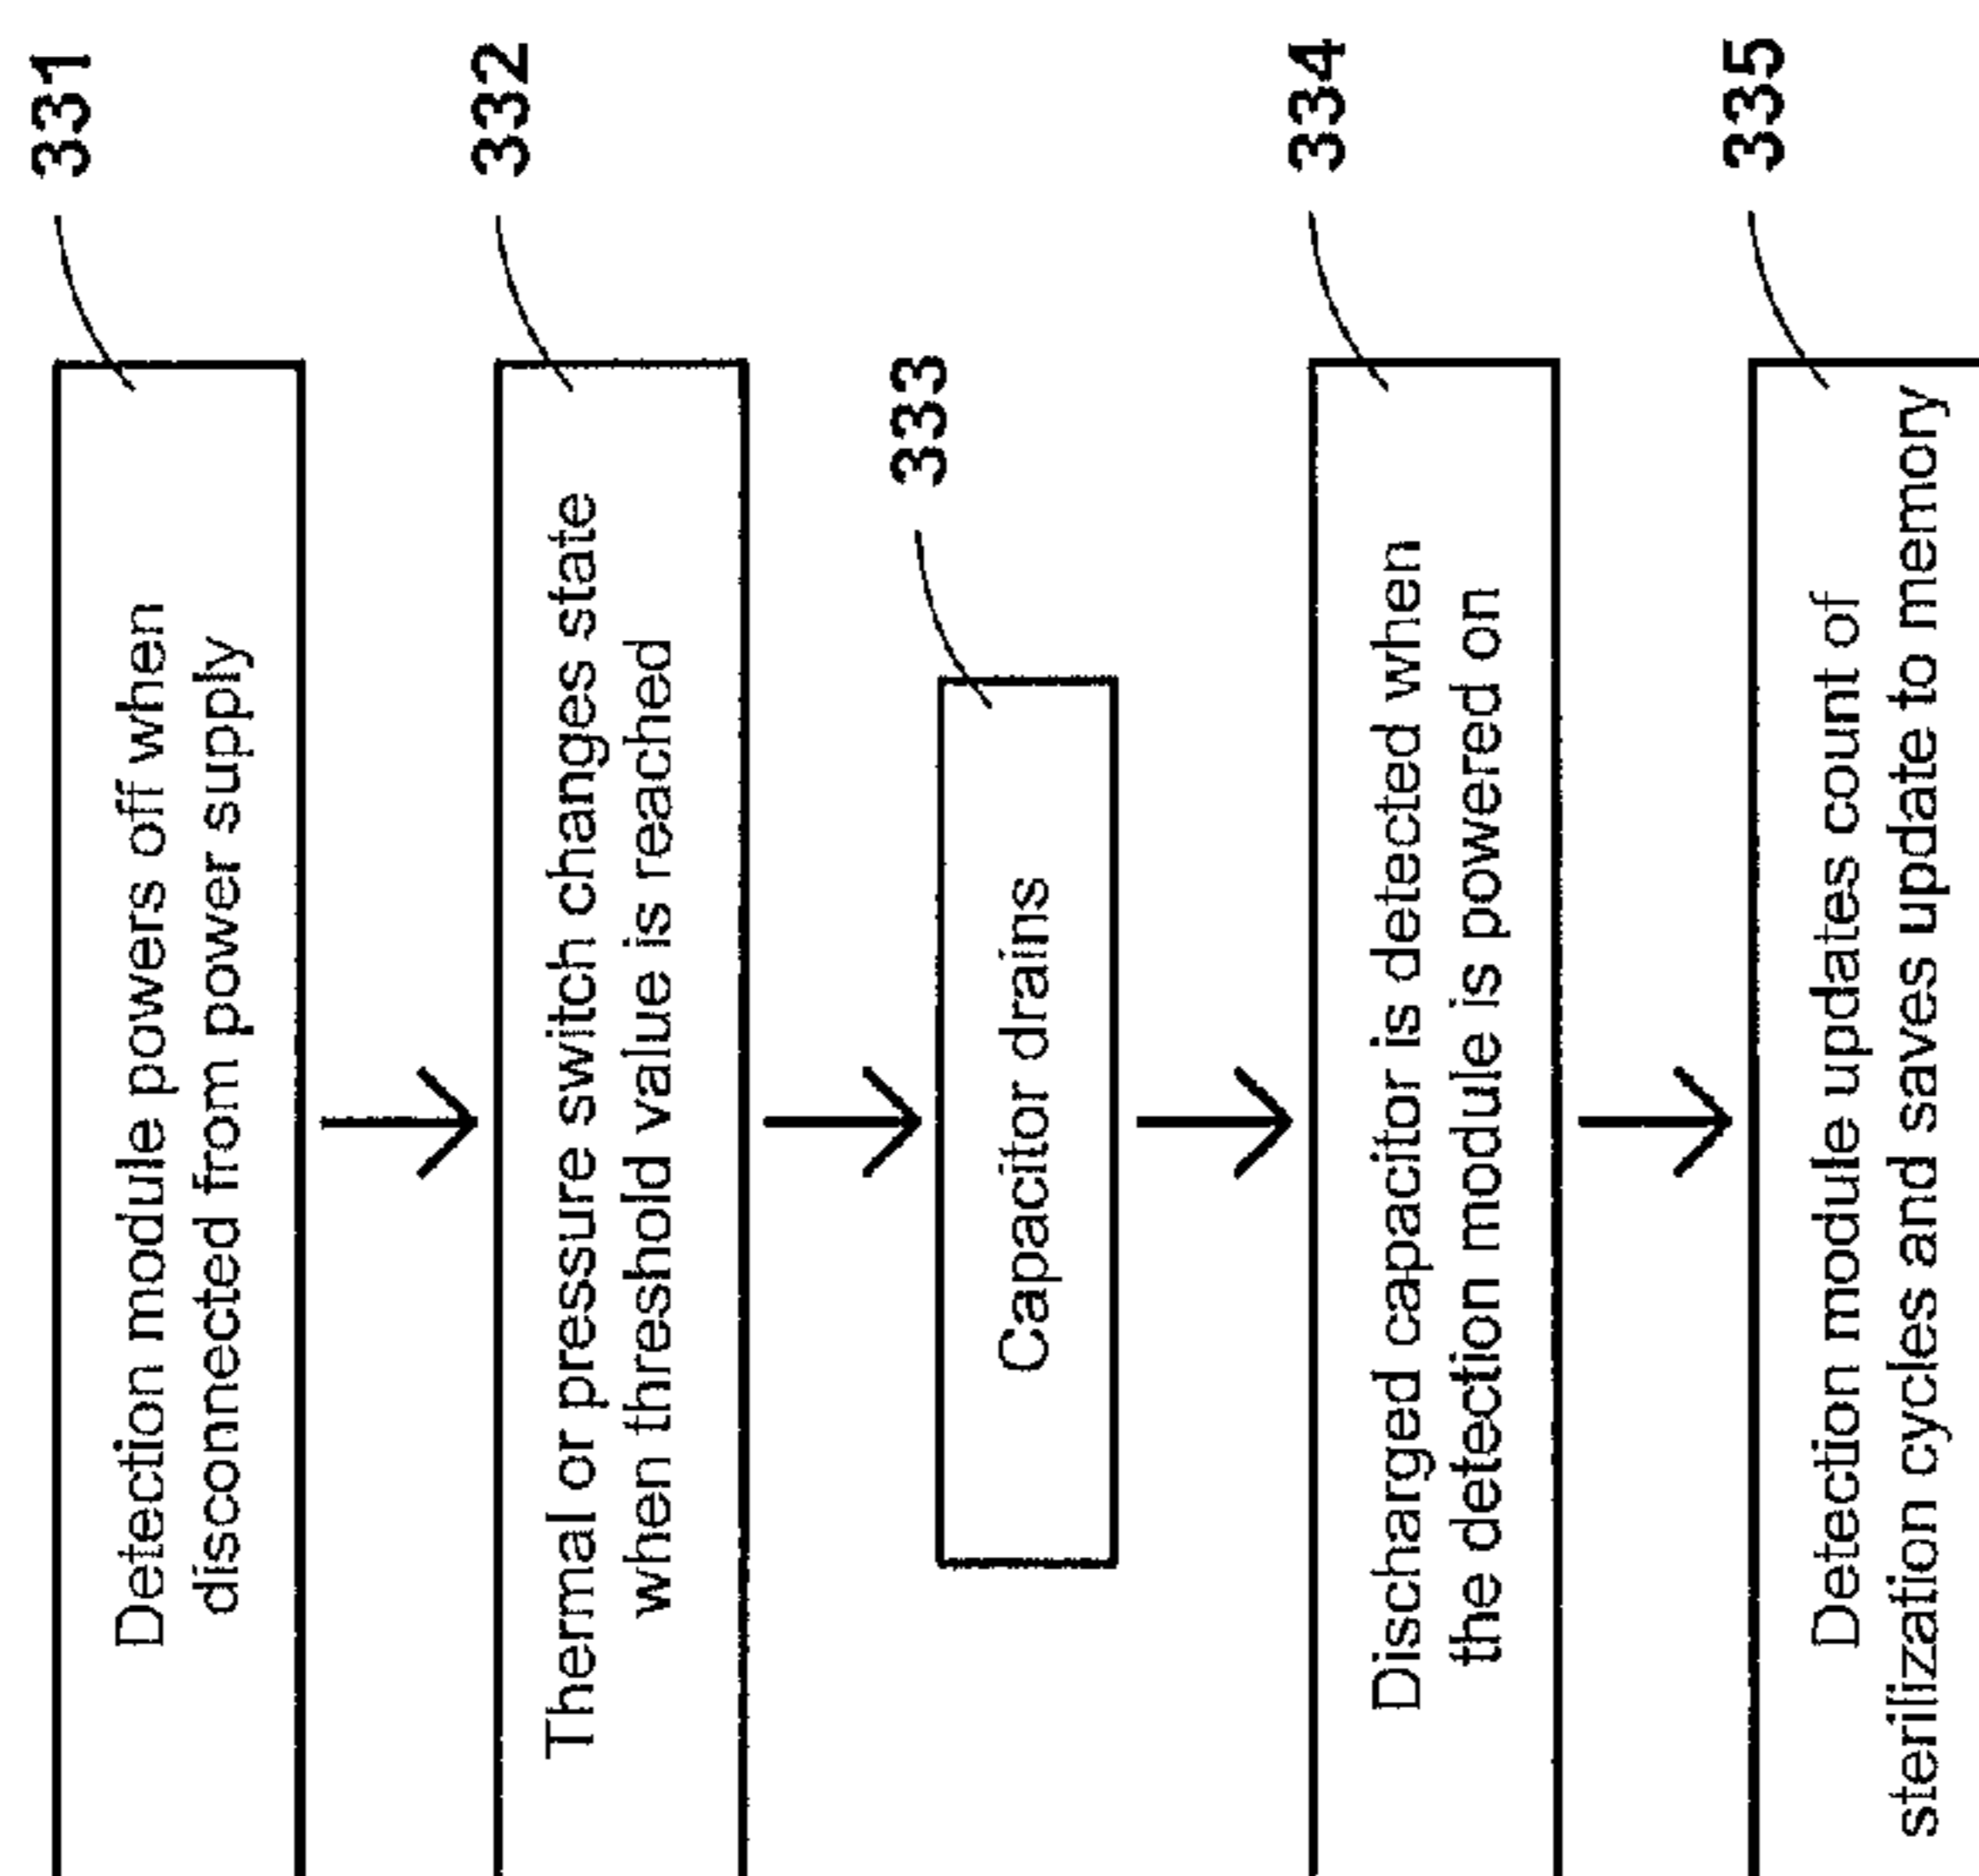 331
Detection module powers off when
disconnected from power supply
332
Thermal or pressure switch changes state
when threshold value is reached
333
Capacitor drains
334
Discharged capacitor is detected when
the detection module is powered on
335
Detection module updates count of
sterilization cycles and saves update to memory